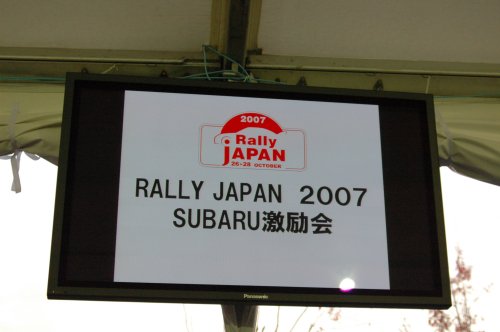 2007
Rally
JAPAN
26-28 OCTOBER
RALLY JAPAN 2007
SUBARU激励会
Panasonic